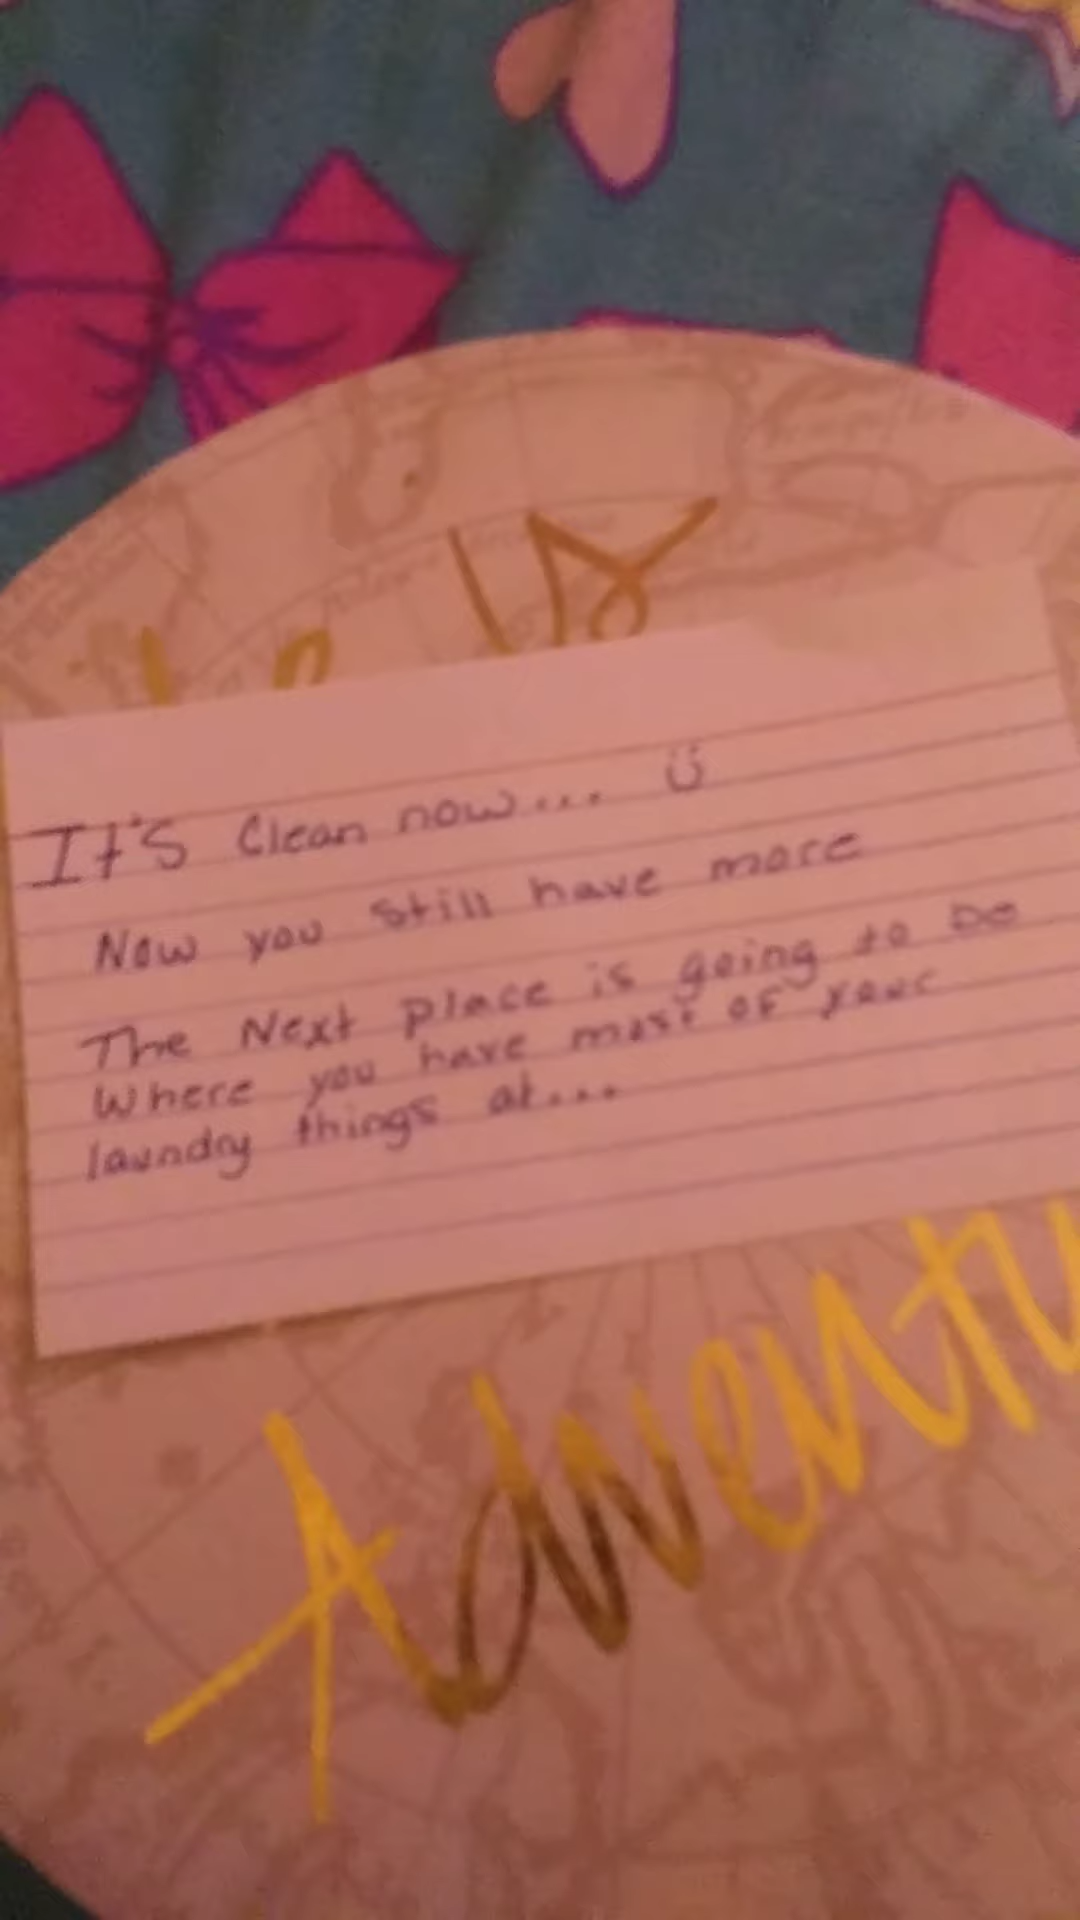 It's Clean now... ت
Now you still have more
The Next place is going to be
Where you have most of your
laundry things at...
Adventu